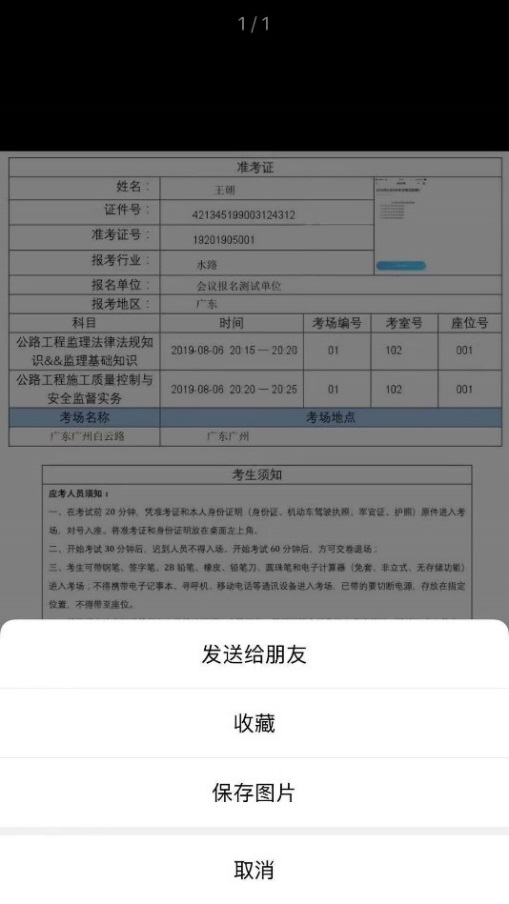 1/1
准考证
姓名：
王朝
证件号：
421345199003124312
准考证号：
19201905001
报考行业：
水路
报名单位：
会议报名测试单位
报考地区：
广东
科目 时间 考场编号 考室号 座位号
公路工程监理法律法规知
识&&监理基础知识
2019-08-06 20:15 — 20:20 01 102 001
公路工程施工质量控制与
安全监督实务
2019-08-06 20:20 — 20:25 01 102 001
考场名称 考场地点
广东广州白云路 广东广州
考生须知
应考人员须知：
一、在考试前 20 分钟，凭准考证和本人身份证明（身份证、机动车驾驶执照、军官证、护照）原件进入考
场，对号入座。将准考证和身份证明放在桌面左上角。
二、开始考试 30 分钟后，迟到人员不得入场。开始考试 60 分钟后，方可交卷退场；
三、考生可带钢笔、签字笔、2B 铅笔、橡皮、铅笔刀、圆珠笔和电子计算器（免套、非立式、无存储功能）
进入考场；不得携带电子记事本、寻呼机、移动电话等通讯设备进入考场，已带的要切断电源，存放在指定
位置，不得带至座位。
发送给朋友
收藏
保存图片
取消